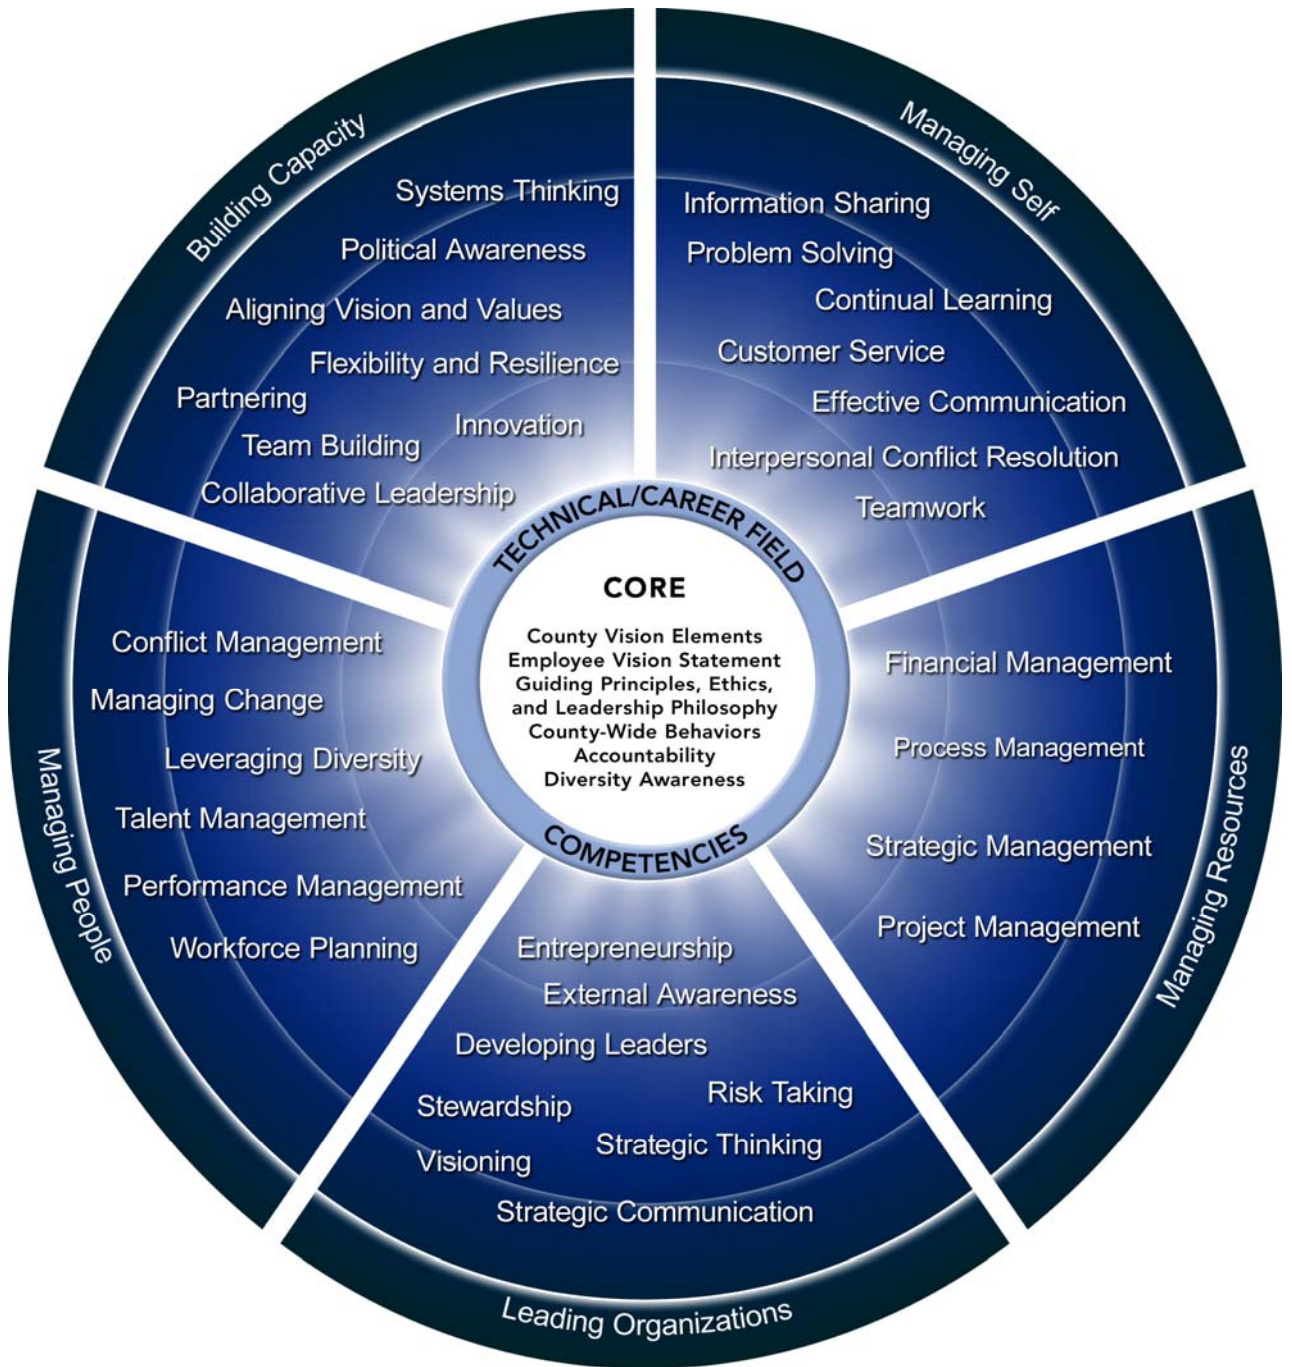 Building Capacity
Systems Thinking
Political Awareness
Aligning Vision and Values
Flexibility and Resilience
Partnering
Innovation
Team Building
Collaborative Leadership
Managing Self
Information Sharing
Problem Solving
Continual Learning
Customer Service
Effective Communication
Interpersonal Conflict Resolution
Teamwork
TECHNICAL/CAREER FIELD
CORE
County Vision Elements
Employee Vision Statement
Guiding Principles, Ethics,
and Leadership Philosophy
County-Wide Behaviors
Accountability
Diversity Awareness
COMPETENCIES
Managing People
Conflict Management
Managing Change
Leveraging Diversity
Talent Management
Performance Management
Workforce Planning
Managing Resources
Financial Management
Process Management
Strategic Management
Project Management
Entrepreneurship
External Awareness
Developing Leaders
Risk Taking
Stewardship
Strategic Thinking
Visioning
Strategic Communication
Leading Organizations